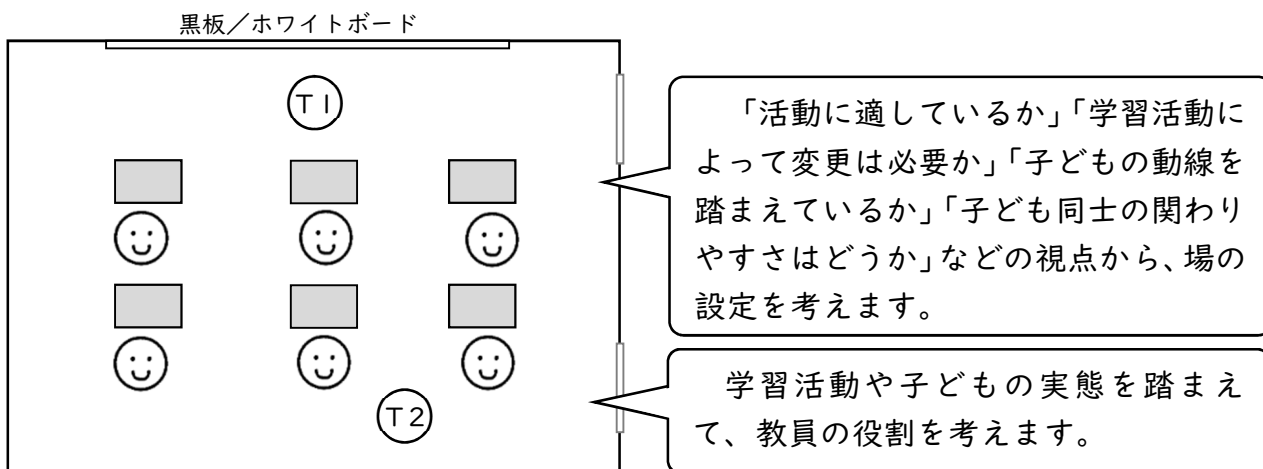 黒板／ホワイトボード
T1
「活動に適しているか」「学習活動に
よって変更は必要か」「子どもの動線を
踏まえているか」「子ども同士の関わり
やすさはどうか」などの視点から、場の
設定を考えます。
学習活動や子どもの実態を踏まえ
て、教員の役割を考えます。
T2